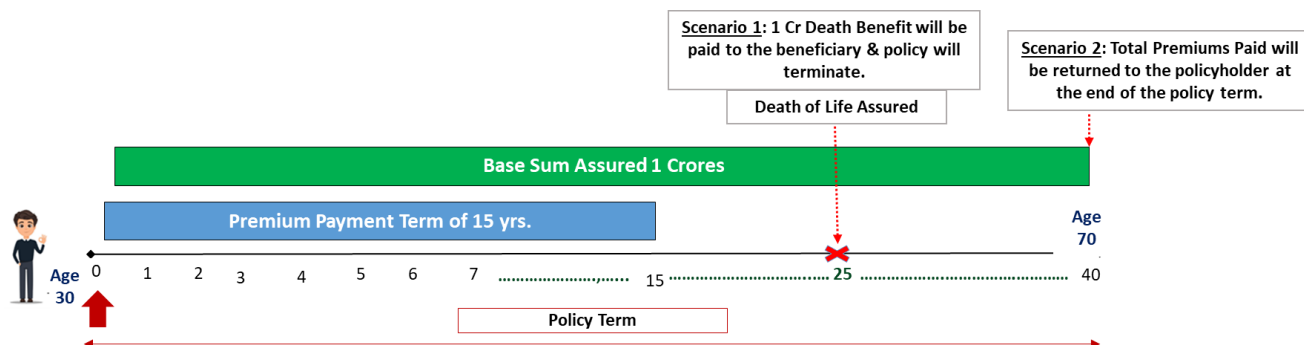 Scenario 1: 1 Cr Death Benefit will be
paid to the beneficiary & policy will
terminate.
Scenario 2: Total Premiums Paid will
be returned to the policyholder at
the end of the policy term.
Death of Life Assured
Base Sum Assured 1 Crores
Premium Payment Term of 15 yrs.
Age
70
Age
30
0 1 2 3 4 5 6 7 ....................,...... 15 .............................. 25 .......................................... 40
Policy Term